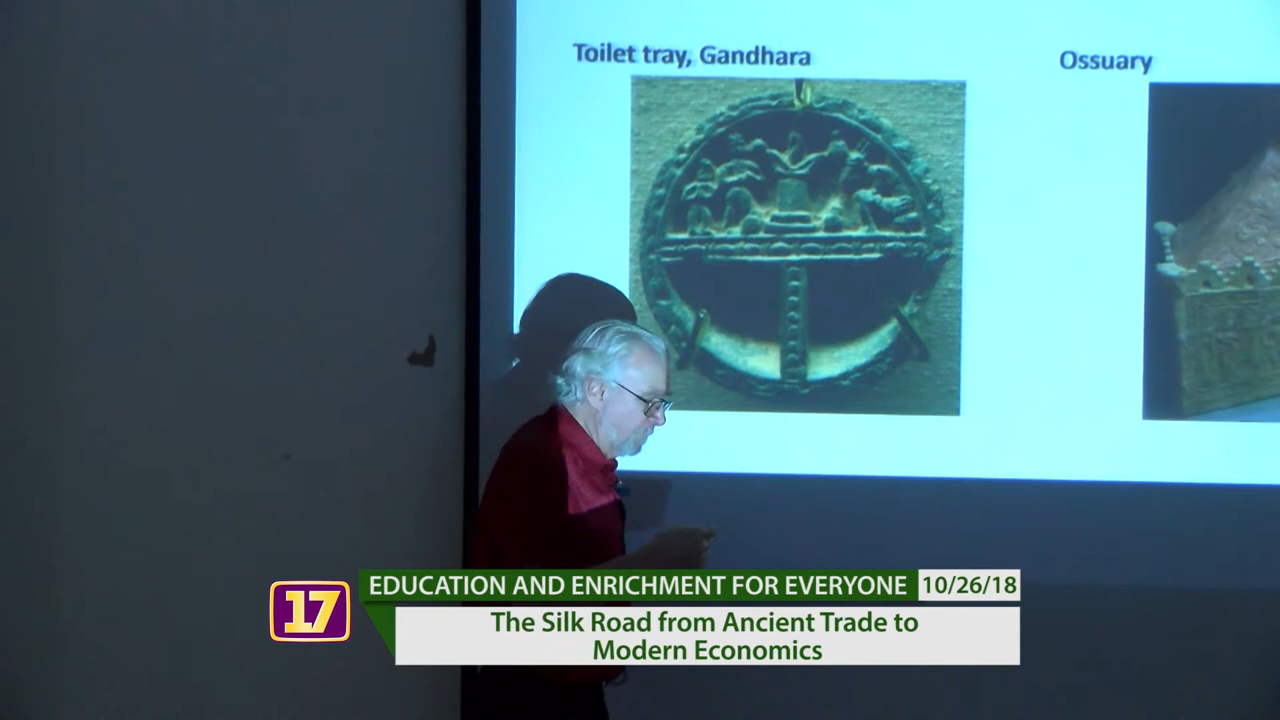 Toilet tray, Gandhara
Ossuary
17
EDUCATION AND ENRICHMENT FOR EVERYONE
10/26/18
The Silk Road from Ancient Trade to
Modern Economics